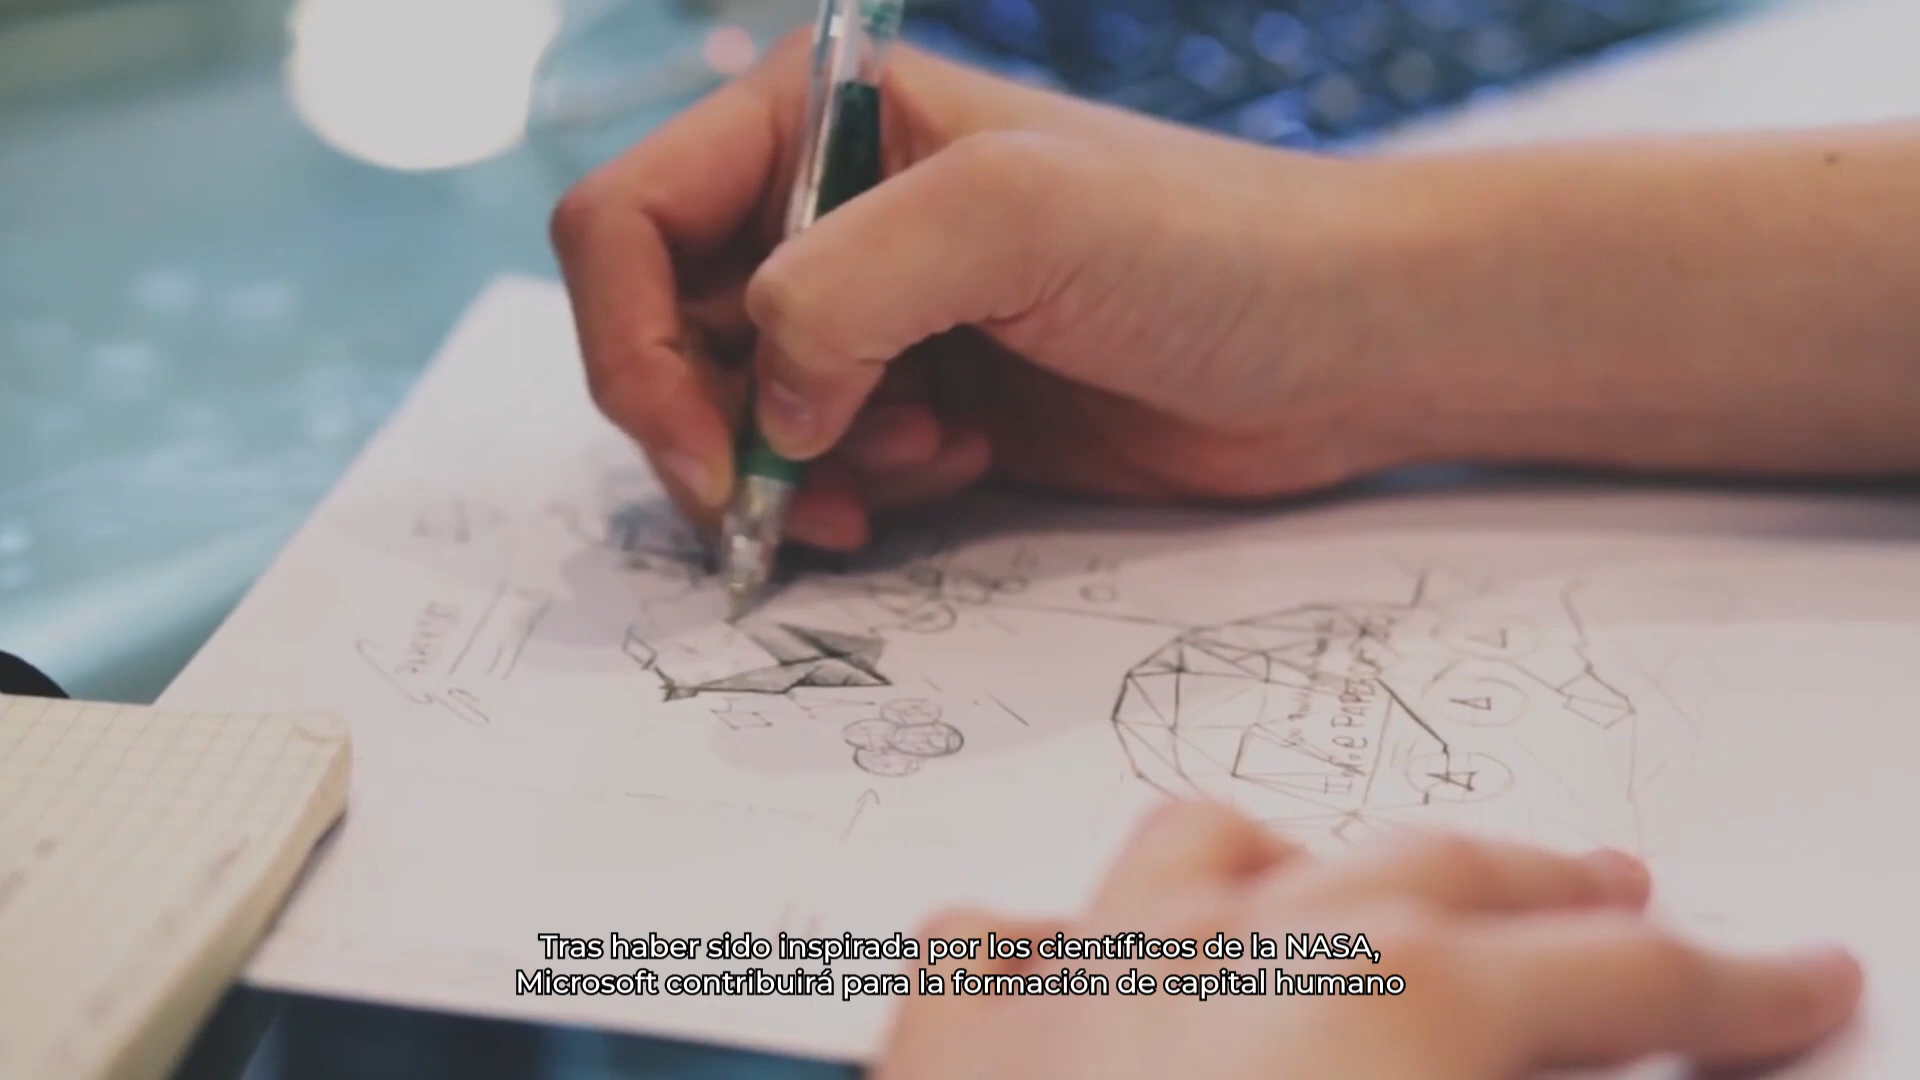 Tras haber sido inspirada por los científicos de la NASA,
Microsoft contribuirá para la formación de capital humano